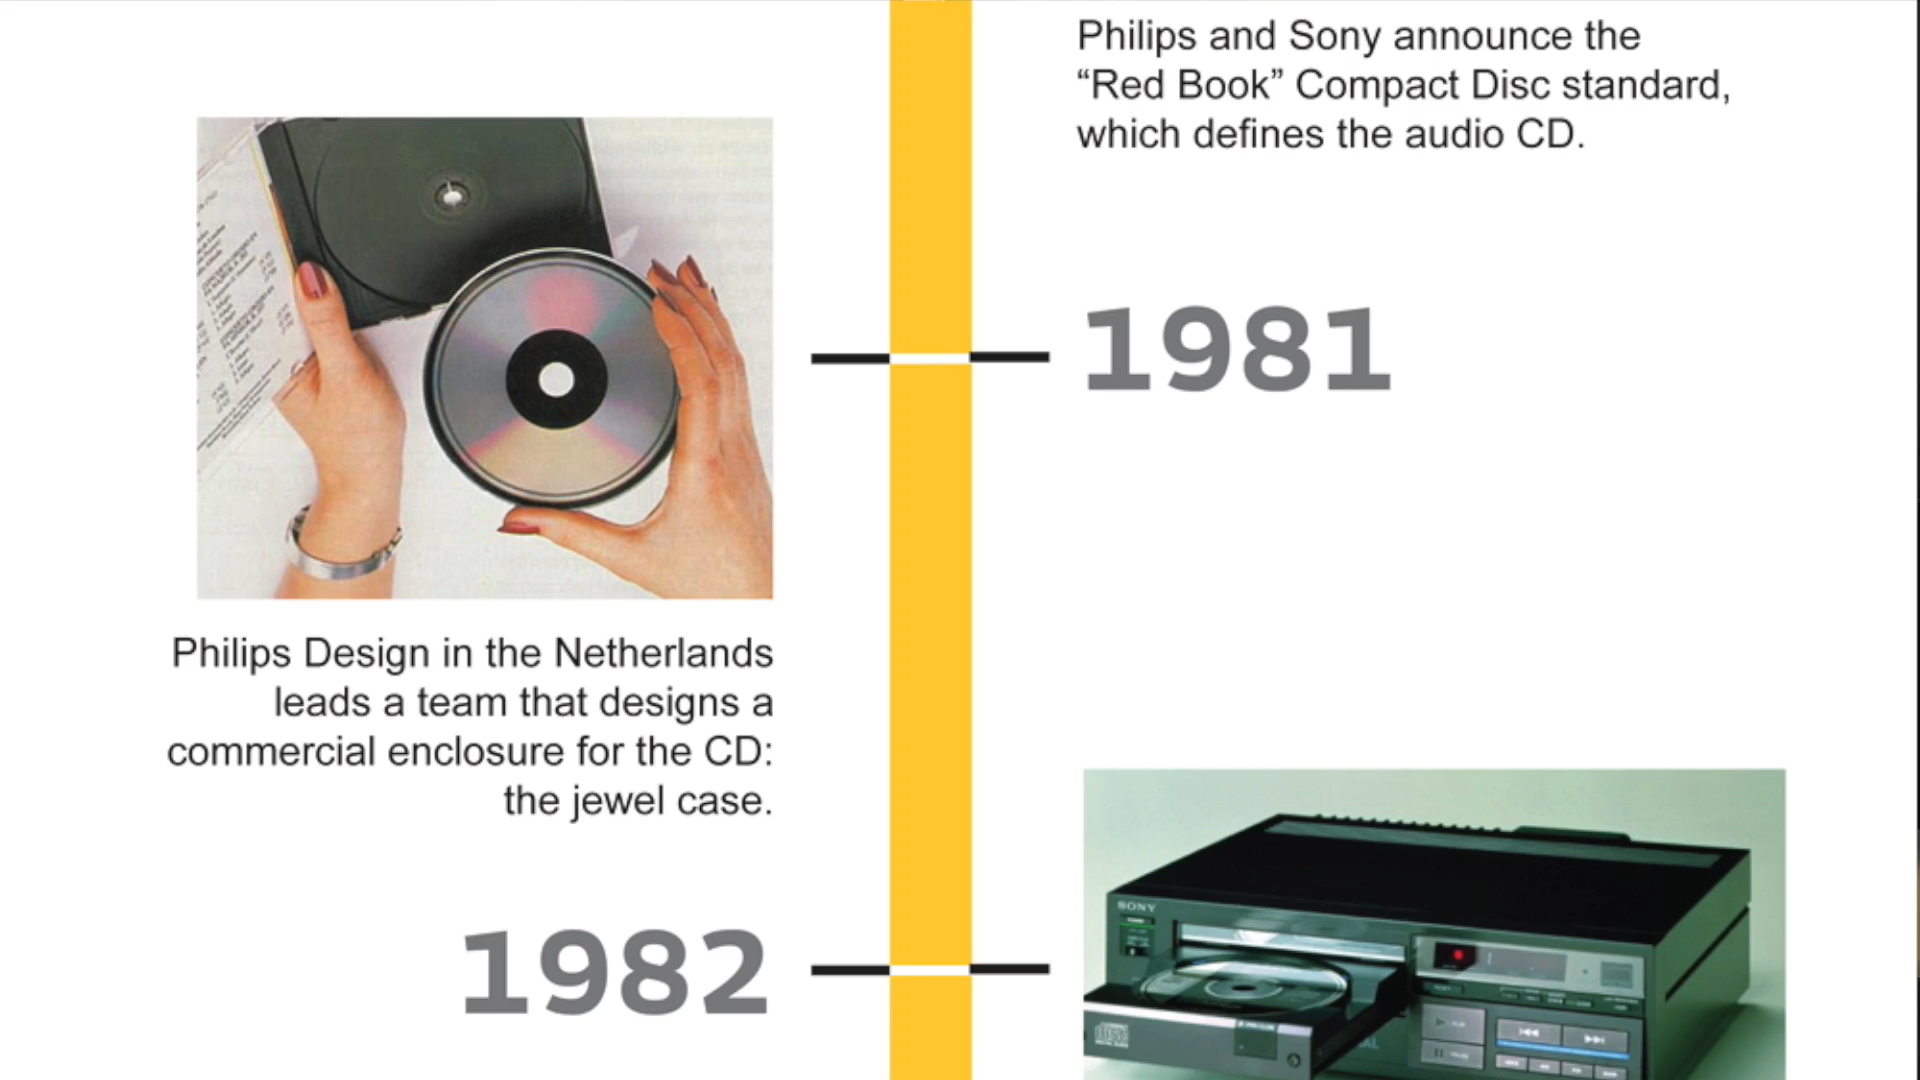 Philips and Sony announce the
“Red Book” Compact Disc standard,
which defines the audio CD.
1981
Philips Design in the Netherlands
leads a team that designs a
commercial enclosure for the CD:
the jewel case.
1982
SONY